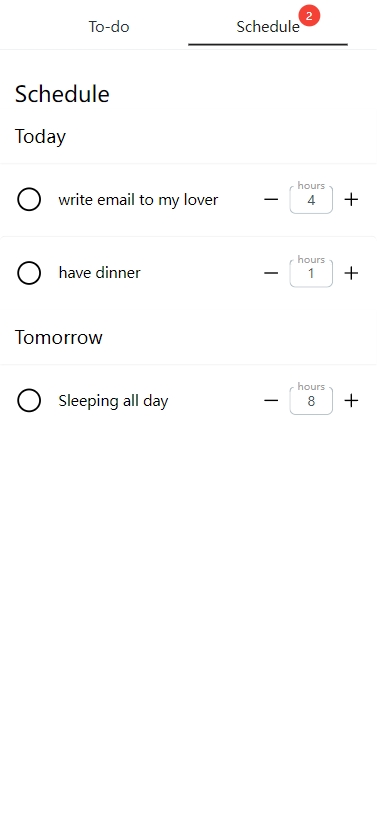 To-do Schedule 2
Schedule
Today
write email to my lover hours 4
have dinner hours 1
Tomorrow
Sleeping all day hours 8